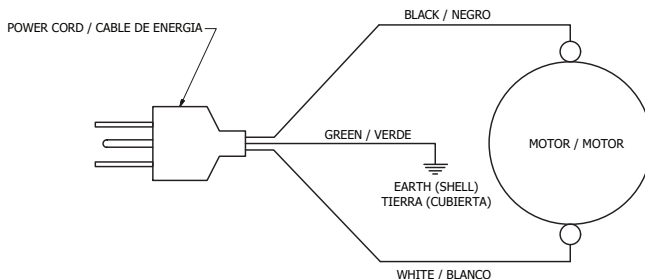 BLACK / NEGRO
POWER CORD / CABLE DE ENERGIA
GREEN / VERDE
MOTOR / MOTOR
EARTH (SHELL)
TIERRA (CUBIERTA)
WHITE / BLANCO